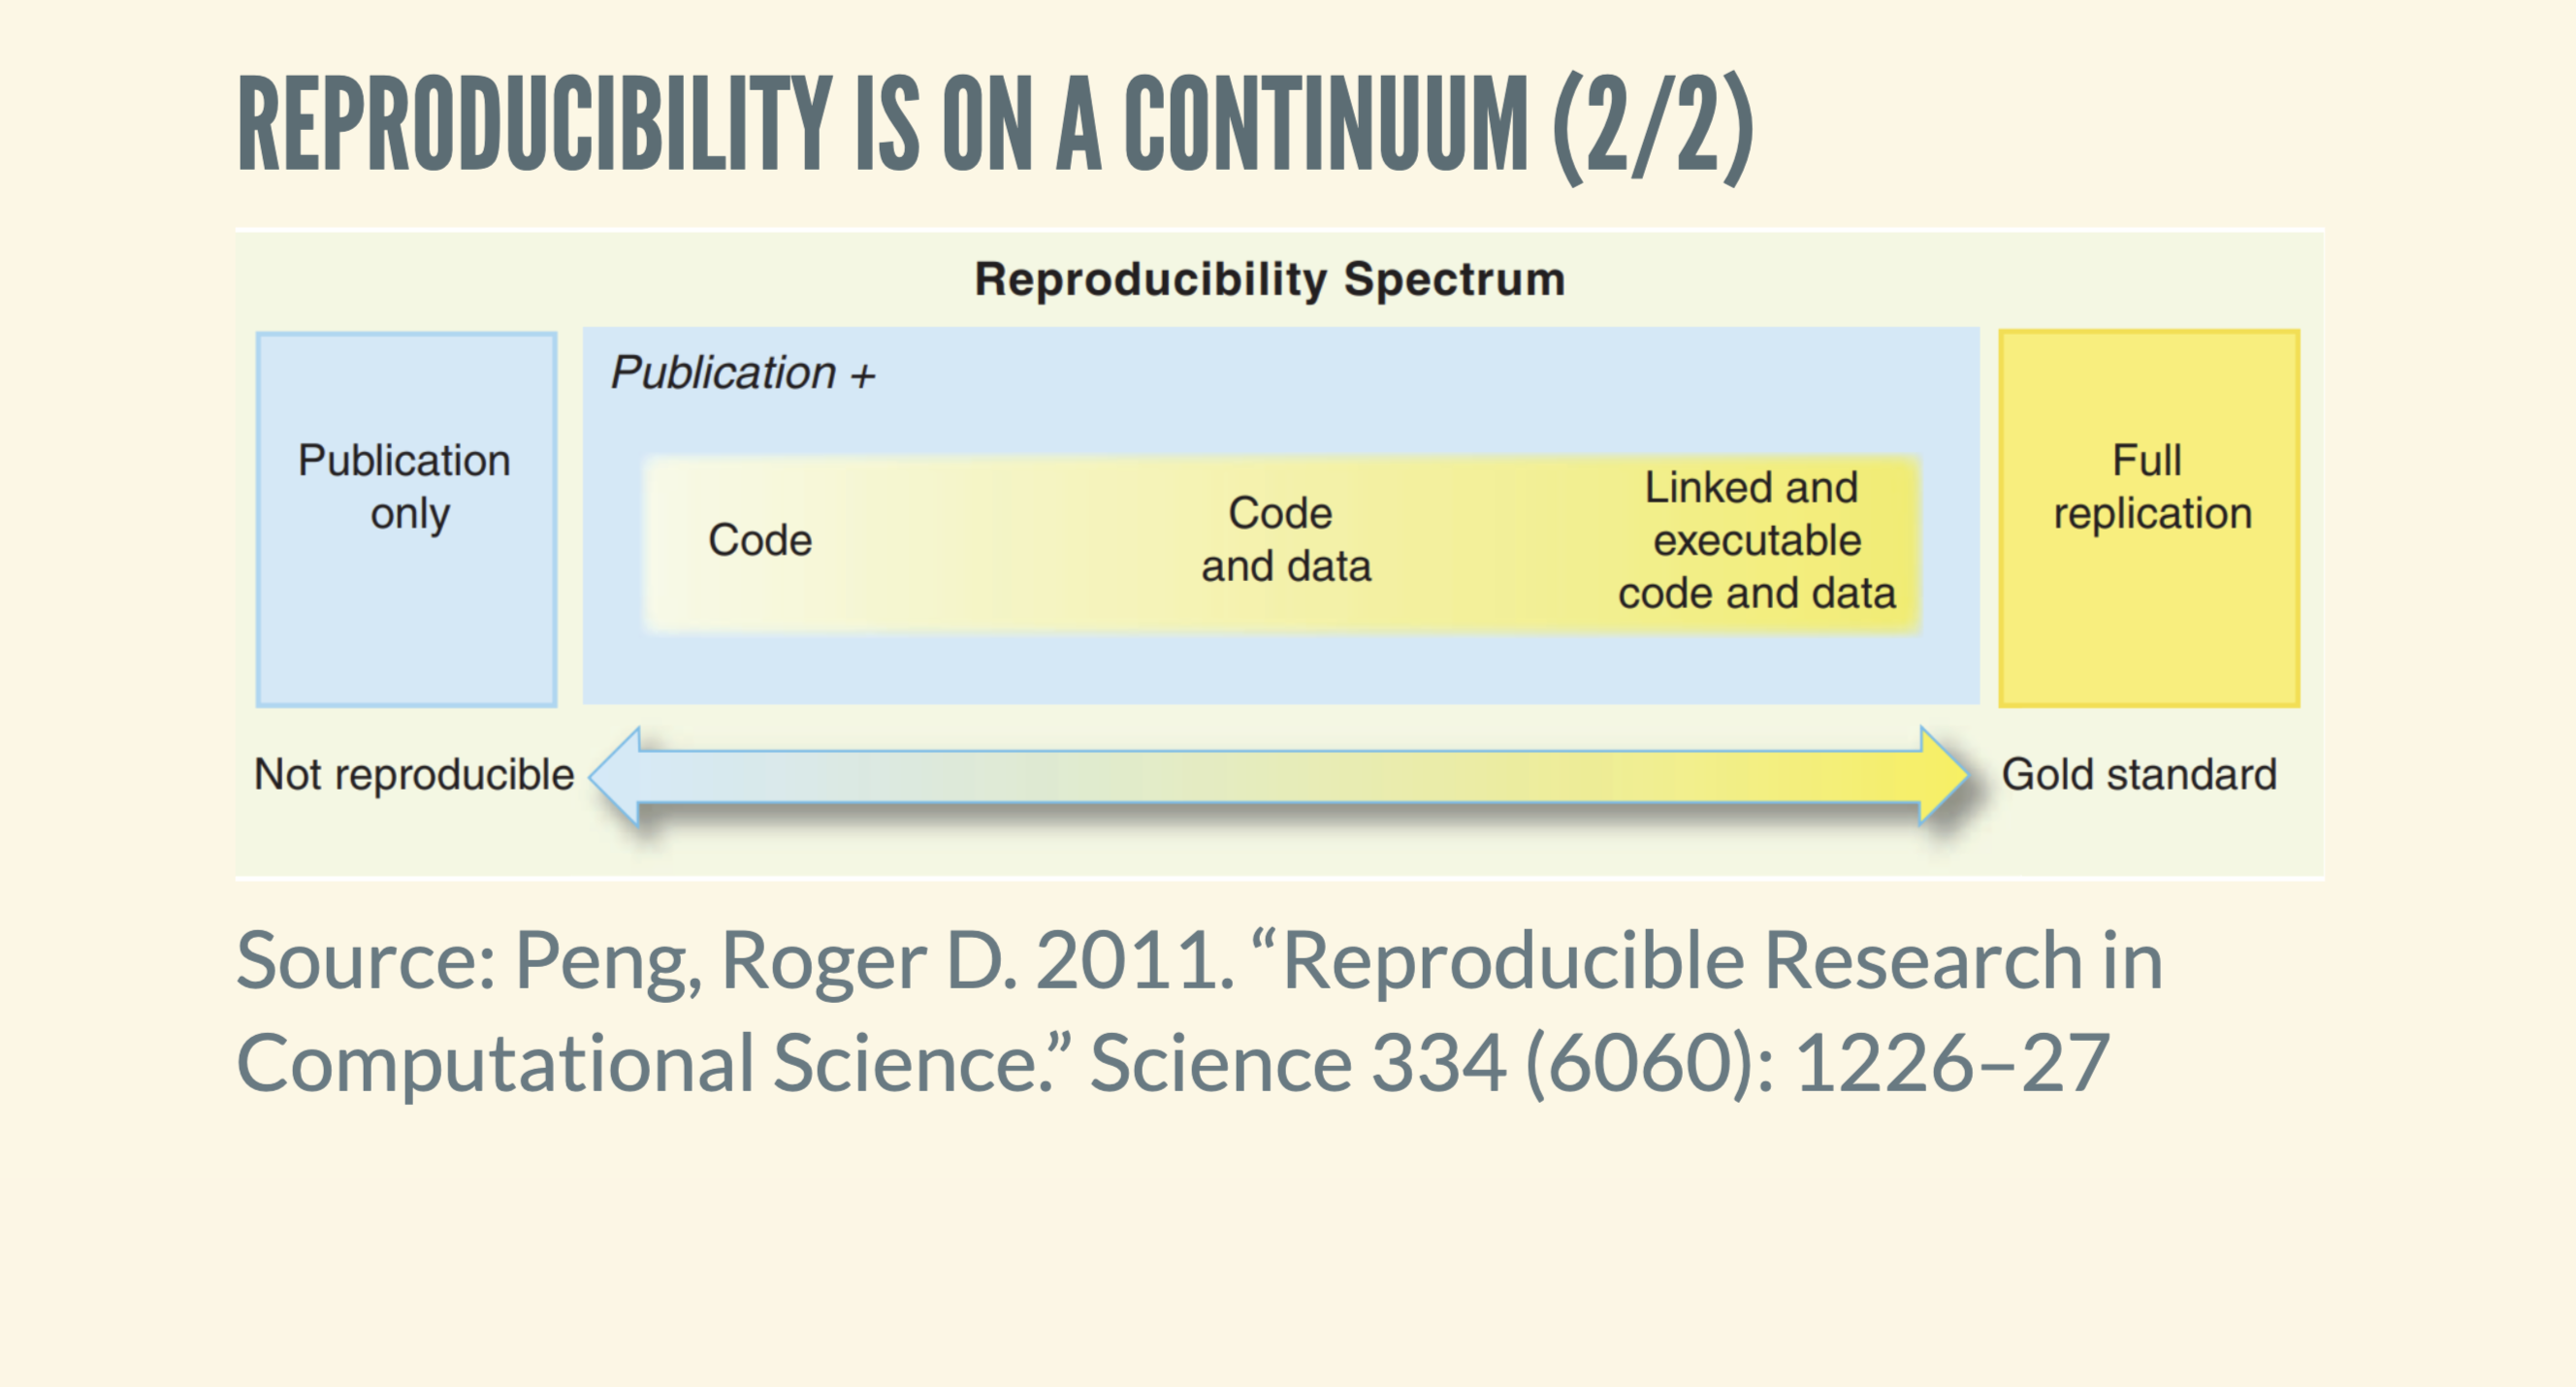 REPRODUCIBILITY IS ON A CONTINUUM (2/2)
Reproducibility Spectrum
Publication
only
Publication +
Code
Code
and data
Linked and
executable
code and data
Full
replication
Not reproducible
Gold standard
Source: Peng, Roger D. 2011. “Reproducible Research in
Computational Science.” Science 334 (6060): 1226–27